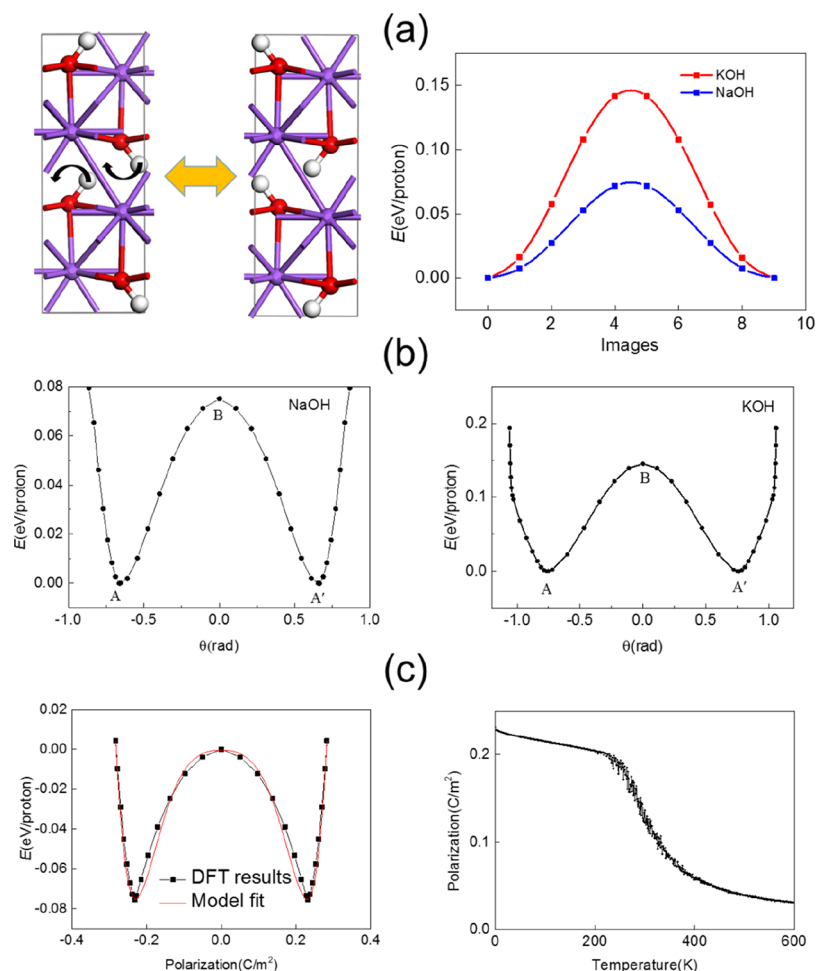 (a)
KOH
NaOH
E(eV/proton)
0.15
0.10
0.05
0.00
0 2 4 6 8 10
Images
(b)
NaOH
E(eV/proton)
0.08
0.06
0.04
0.02
0.00
B
A A′
-1.0 -0.5 0.0 0.5 1.0
θ(rad)
KOH
E(eV/proton)
0.2
0.1
0.0
B
A A′
-1.0 -0.5 0.0 0.5 1.0
θ(rad)
(c)
E(eV/proton)
0.02
0.00
-0.02
-0.04
-0.06
-0.08
DFT results
Model fit
-0.4 -0.2 0.0 0.2 0.4
Polarization(C/m²)
Polarization(C/m²)
0.2
0.1
0.0
0 200 400 600
Temperature(K)